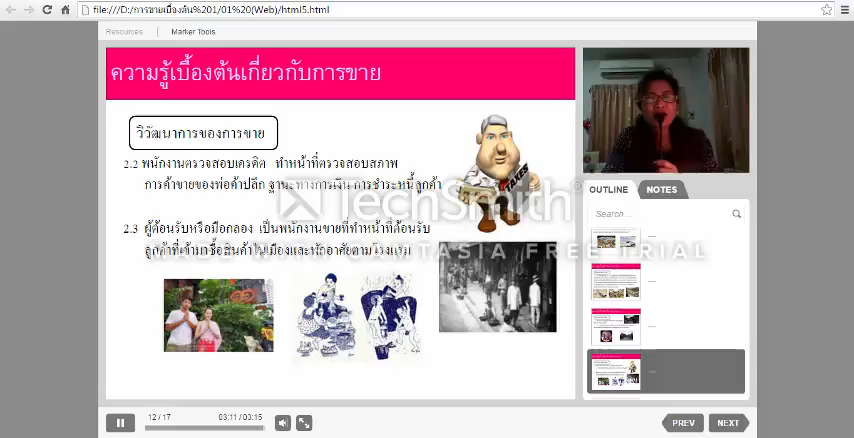 file:///D:/การขายเบื้องต้น%201/01%20(Web)/html5.html
Resources
Marker Tools
ความรู้เบื้องต้นเกี่ยวกับการขาย
วิวัฒนาการของการขาย
2.2 พนักงานตรวจสอบเครดิต ทำหน้าที่ตรวจสอบสภาพ
การค้าขายของพ่อค้าปลีก ฐานะทางการเงิน การชำระหนี้ลูกค้า
2.3 ผู้ต้อนรับหรือมือกลอง เป็นพนักงานขายที่ทำหน้าที่ต้อนรับ
ลูกค้าที่เข้ามาซื้อสินค้าในเมืองและพักอาศัยตามโรงแรม
TAXES
TechSmith®
CAMTASIA FREE TRIAL
OUTLINE
NOTES
Search...
12 / 17
03:11 / 03:15
PREV
NEXT